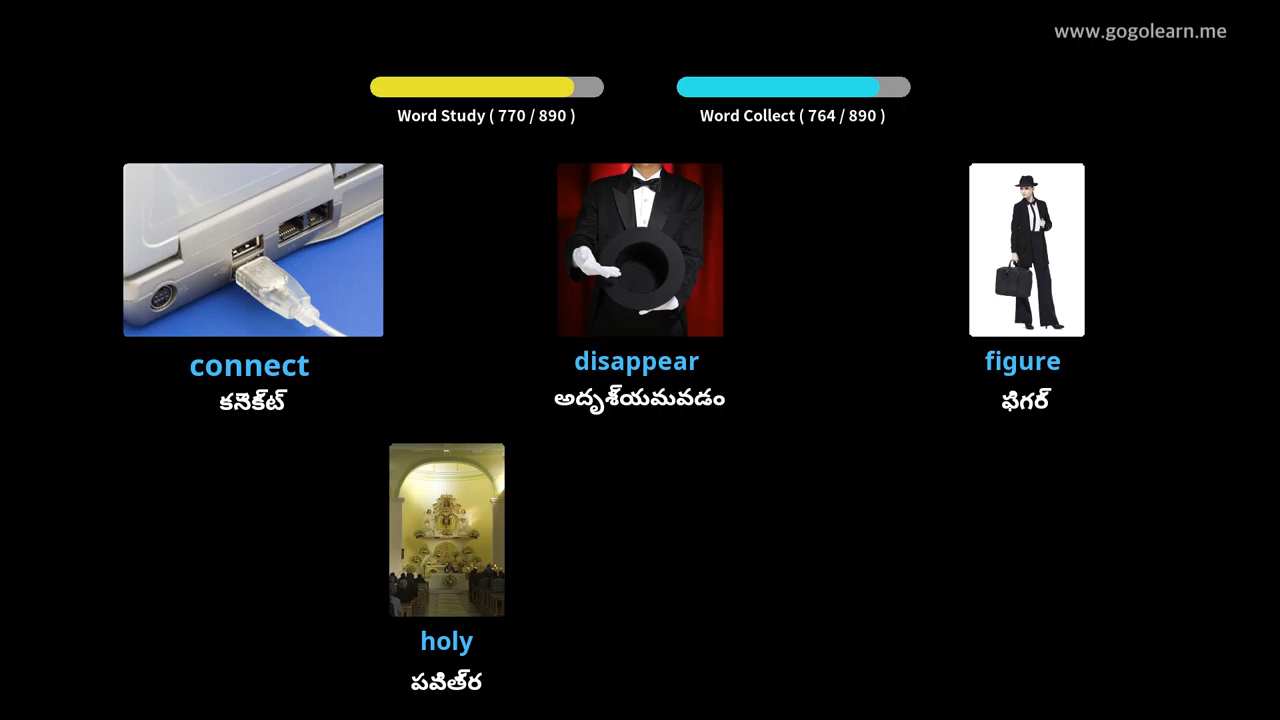 www.gogolearn.me
Word Study ( 770 / 890 )
Word Collect ( 764 / 890 )
connect
disappear
figure
కనెక్ట్
అదృశ్యమవడం
ఫిగర్
holy
పవిత్ర